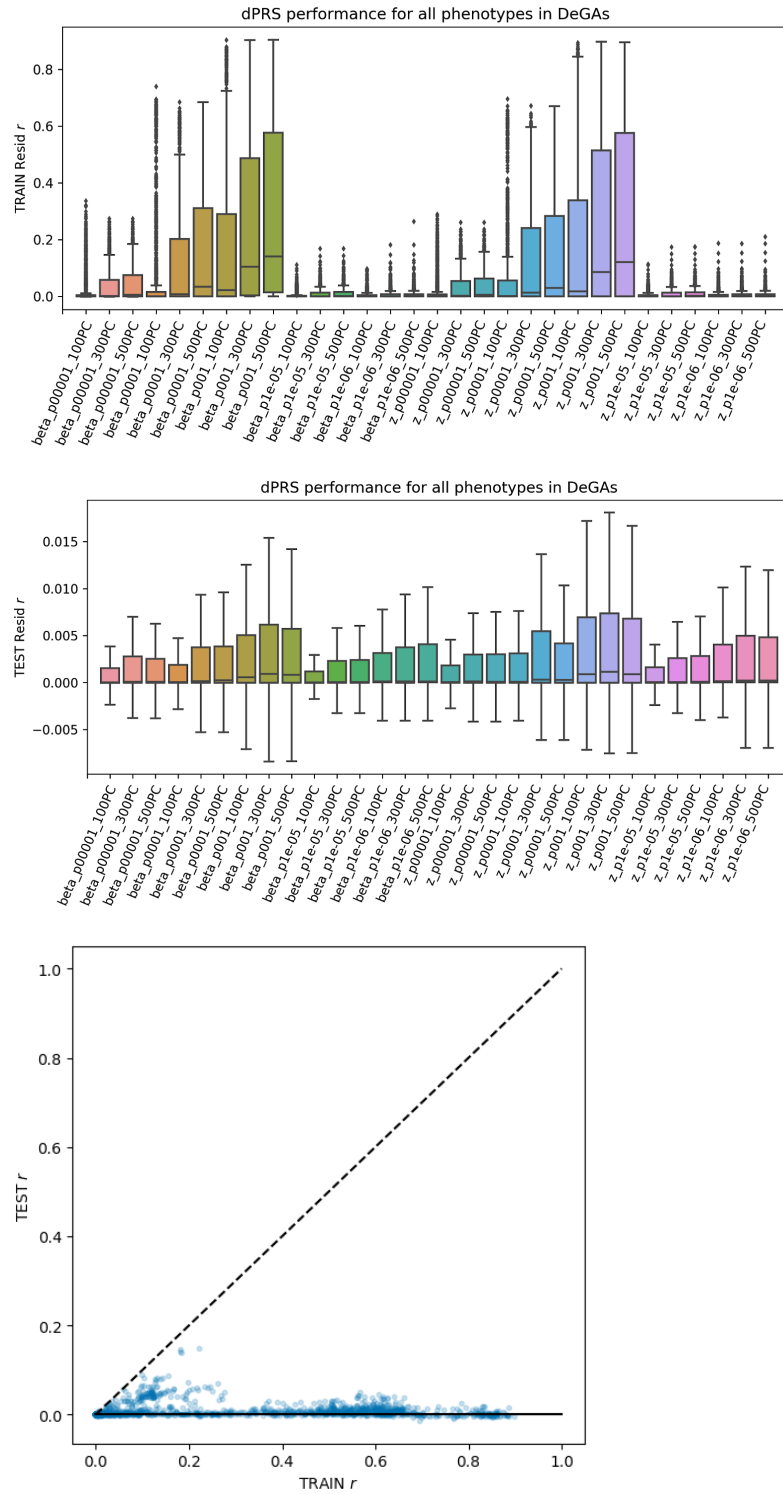 dPRS performance for all phenotypes in DeGAs
0.8
0.6
0.4
0.2
0.0
TRAIN Resid r
beta_p00001_100PC
beta_p00001_300PC
beta_p00001_500PC
beta_p0001_100PC
beta_p0001_300PC
beta_p0001_500PC
beta_p001_100PC
beta_p001_300PC
beta_p001_500PC
beta_p1e-05_100PC
beta_p1e-05_300PC
beta_p1e-05_500PC
beta_p1e-06_100PC
beta_p1e-06_300PC
beta_p1e-06_500PC
z_p00001_100PC
z_p00001_300PC
z_p00001_500PC
z_p0001_100PC
z_p0001_300PC
z_p0001_500PC
z_p001_100PC
z_p001_300PC
z_p001_500PC
z_p1e-05_100PC
z_p1e-05_300PC
z_p1e-05_500PC
z_p1e-06_100PC
z_p1e-06_300PC
z_p1e-06_500PC
dPRS performance for all phenotypes in DeGAs
0.015
0.010
0.005
0.000
−0.005
TEST Resid r
beta_p00001_100PC
beta_p00001_300PC
beta_p00001_500PC
beta_p0001_100PC
beta_p0001_300PC
beta_p0001_500PC
beta_p001_100PC
beta_p001_300PC
beta_p001_500PC
beta_p1e-05_100PC
beta_p1e-05_300PC
beta_p1e-05_500PC
beta_p1e-06_100PC
beta_p1e-06_300PC
beta_p1e-06_500PC
z_p00001_100PC
z_p00001_300PC
z_p00001_500PC
z_p0001_100PC
z_p0001_300PC
z_p0001_500PC
z_p001_100PC
z_p001_300PC
z_p001_500PC
z_p1e-05_100PC
z_p1e-05_300PC
z_p1e-05_500PC
z_p1e-06_100PC
z_p1e-06_300PC
z_p1e-06_500PC
1.0
0.8
0.6
0.4
0.2
0.0
TEST r
0.0 0.2 0.4 0.6 0.8 1.0
TRAIN r